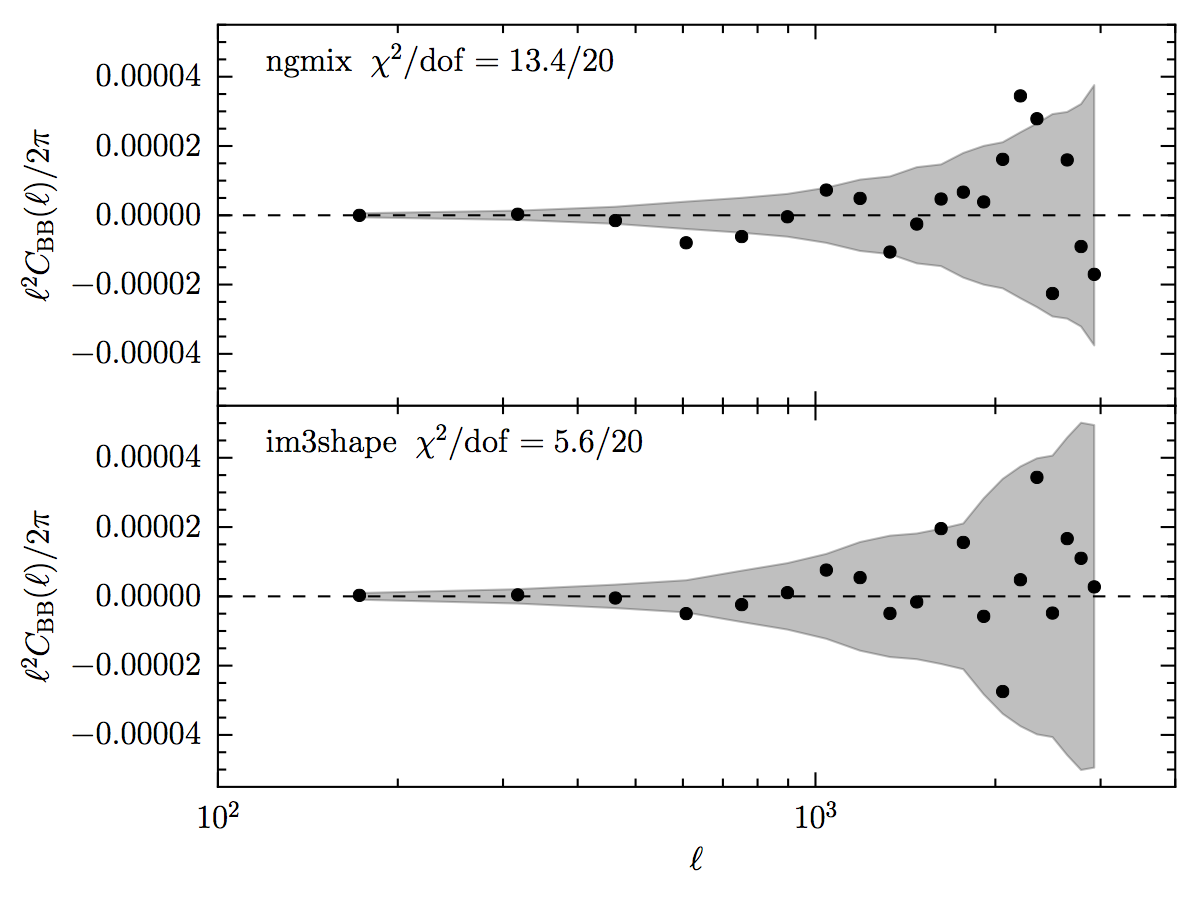 ngmix χ²/dof = 13.4/20
0.00004
0.00002
0.00000
−0.00002
−0.00004
ℓ²C_BB(ℓ)/2π
im3shape χ²/dof = 5.6/20
0.00004
0.00002
0.00000
−0.00002
−0.00004
ℓ²C_BB(ℓ)/2π
10² 10³
ℓ